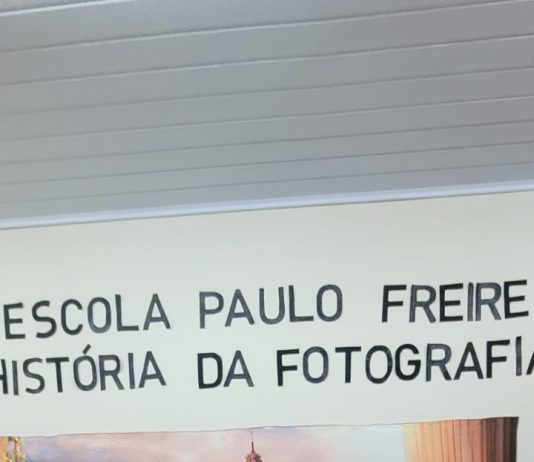 ESCOLA PAULO FREIRE
HISTÓRIA DA FOTOGRAFIA